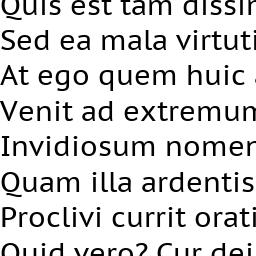 Quis est tam dissim
Sed ea mala virtuti
At ego quem huic
Venit ad extremum
Invidiosum nomen
Quam illa ardentis
Proclivi currit orati
Quid vero? Cur dei